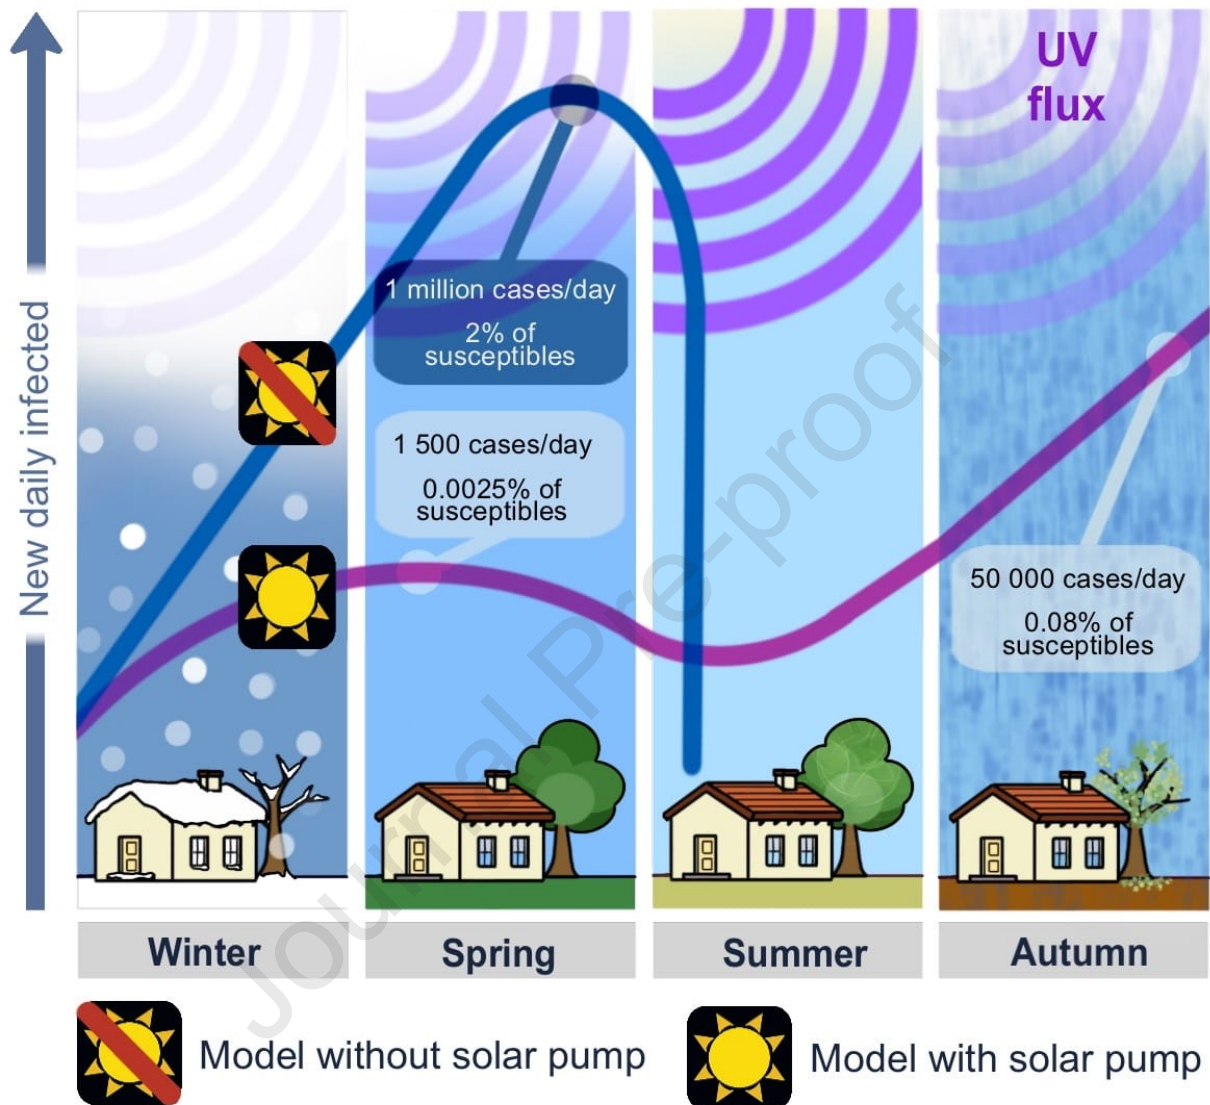 UV
flux
New daily infected
1 million cases/day
2% of
susceptibles
1 500 cases/day
0.0025% of
susceptibles
50 000 cases/day
0.08% of
susceptibles
Journal Pre-proof
Winter
Spring
Summer
Autumn
Model without solar pump
Model with solar pump